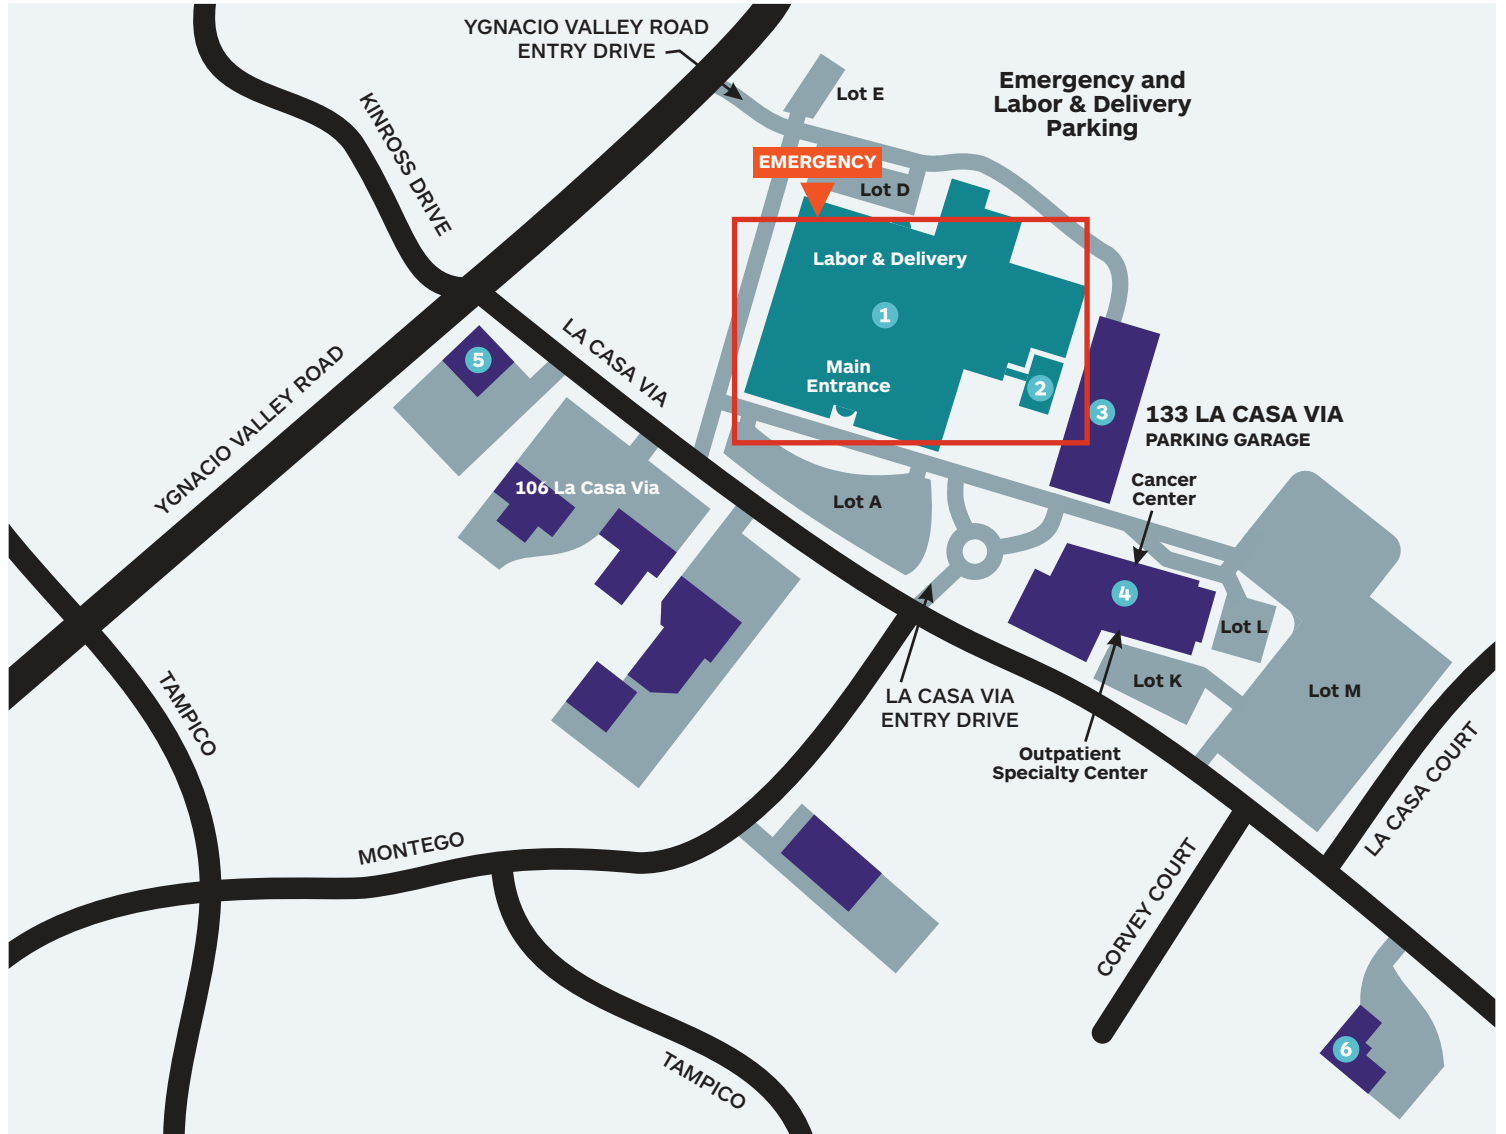 YGNACIO VALLEY ROAD
ENTRY DRIVE
Lot E
Emergency and
Labor & Delivery
Parking
KINROSS DRIVE
EMERGENCY
Lot D
Labor & Delivery
1
LA CASA VIA
5
Main
Entrance
2
3
133 LA CASA VIA
PARKING GARAGE
YGNACIO VALLEY ROAD
106 La Casa Via
Lot A
Cancer
Center
4
Lot L
Lot K
Lot M
LA CASA VIA
ENTRY DRIVE
TAMPICO
Outpatient
Specialty Center
LA CASA COURT
MONTEGO
CORVEY COURT
6
TAMPICO